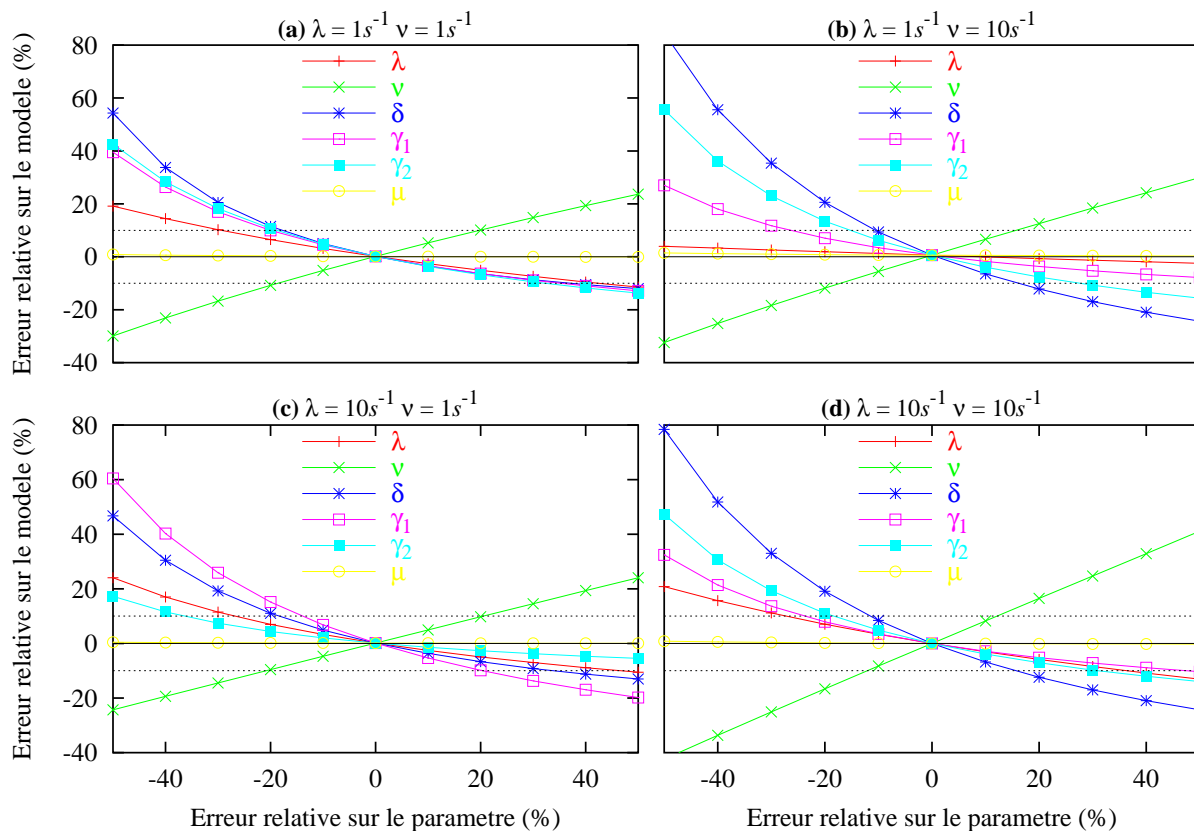 (a) λ = 1s⁻¹ ν = 1s⁻¹
(b) λ = 1s⁻¹ ν = 10s⁻¹
Erreur relative sur le modele (%)
80
60
40
20
0
-20
-40
λ
ν
δ
γ₁
γ₂
μ
λ
ν
δ
γ₁
γ₂
μ
(c) λ = 10s⁻¹ ν = 1s⁻¹
(d) λ = 10s⁻¹ ν = 10s⁻¹
Erreur relative sur le modele (%)
80
60
40
20
0
-20
-40
λ
ν
δ
γ₁
γ₂
μ
λ
ν
δ
γ₁
γ₂
μ
-40 -20 0 20 40
-40 -20 0 20 40
Erreur relative sur le parametre (%)
Erreur relative sur le parametre (%)